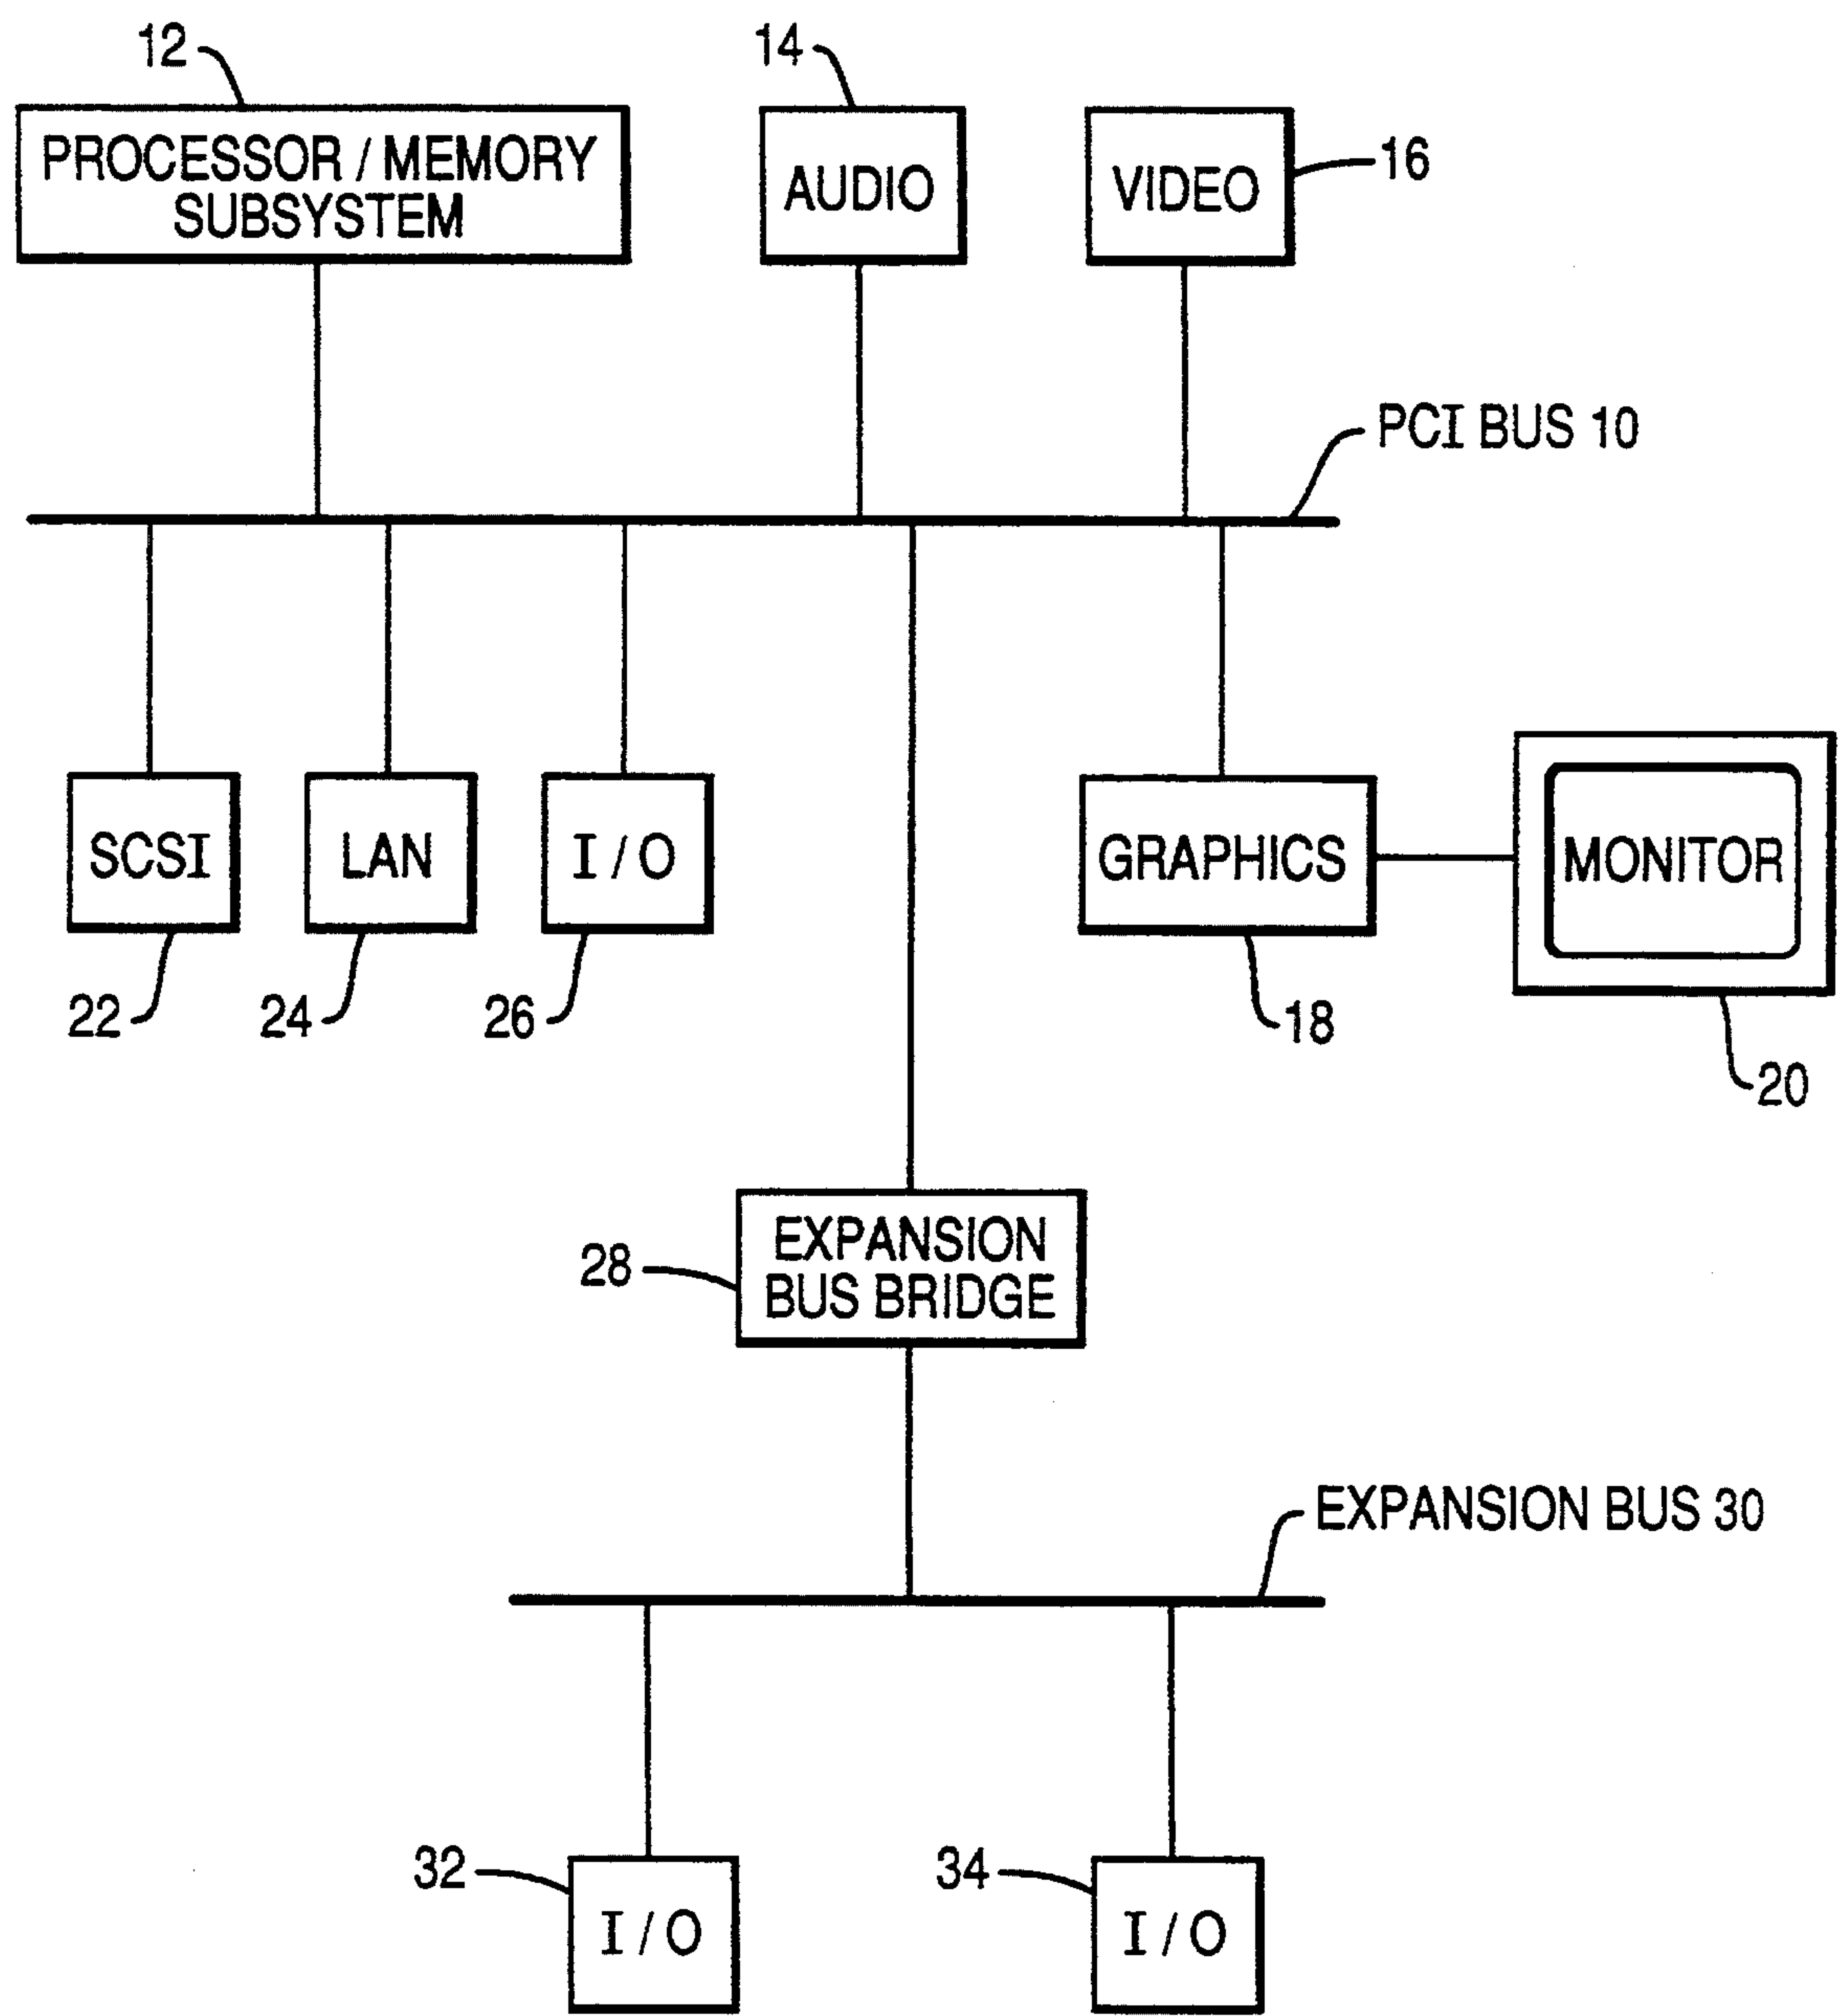 12
14
PROCESSOR / MEMORY
SUBSYSTEM
AUDIO
VIDEO
16
PCI BUS 10
SCSI
LAN
I / O
GRAPHICS
MONITOR
22
24
26
18
20
28
EXPANSION
BUS BRIDGE
EXPANSION BUS 30
32
34
I / O
I / O